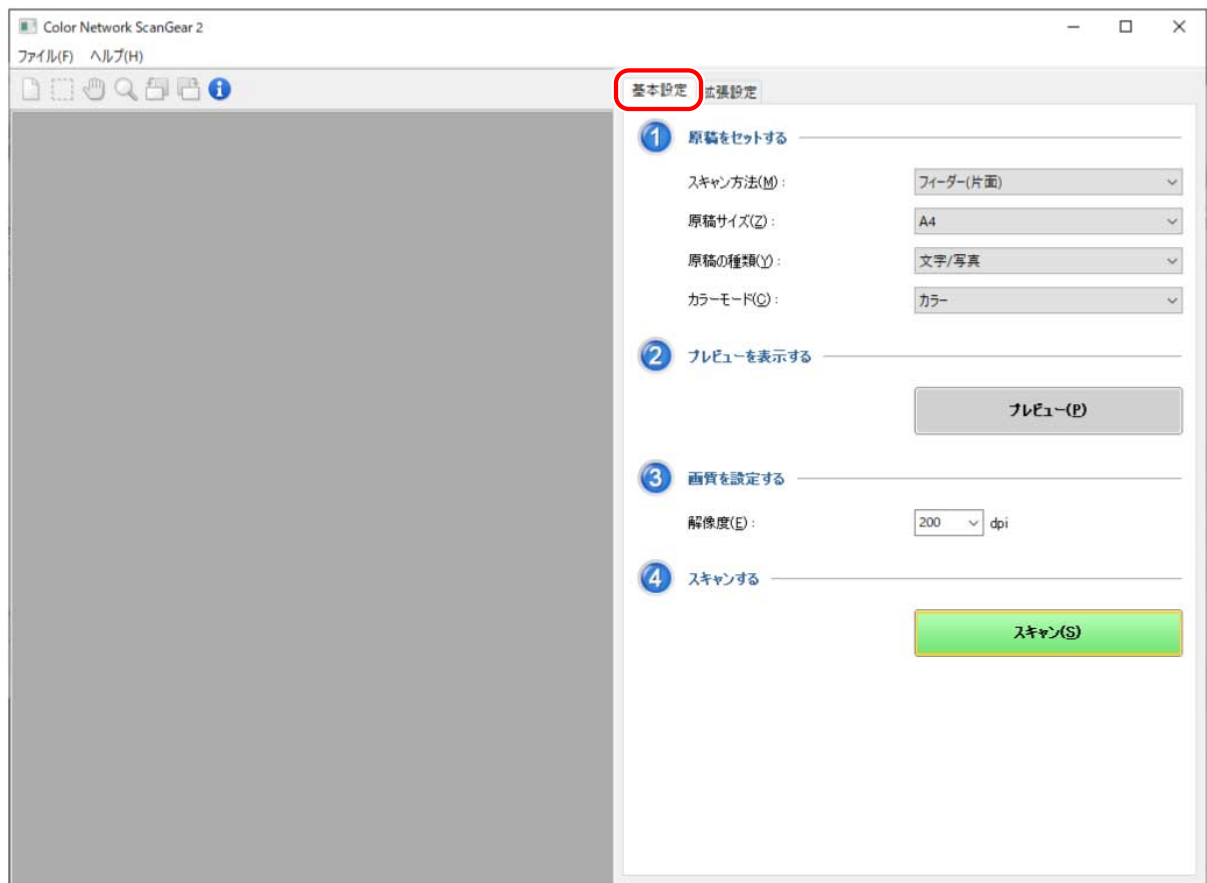 Color Network ScanGear 2
ファイル(F) ヘルプ(H)
基本設定 拡張設定
1 原稿をセットする
スキャン方法(M) : フィーダー(片面)
原稿サイズ(Z) : A4
原稿の種類(Y) : 文字/写真
カラーモード(C) : カラー
2 プレビューを表示する
プレビュー(P)
3 画質を設定する
解像度(E) : 200 dpi
4 スキャンする
スキャン(S)